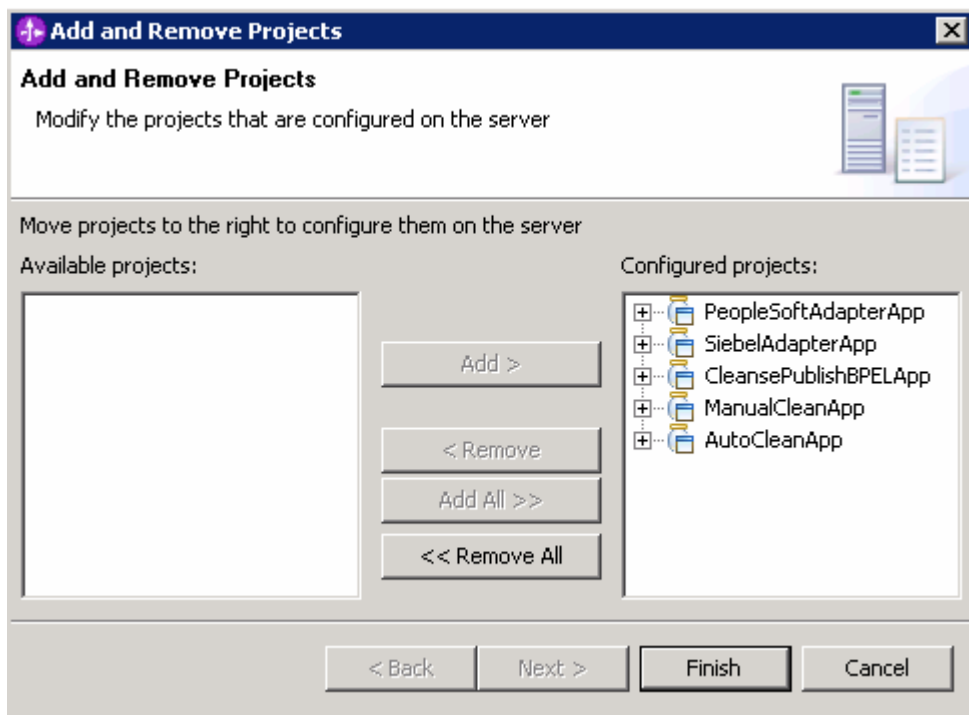 Add and Remove Projects
Add and Remove Projects
Modify the projects that are configured on the server
Move projects to the right to configure them on the server
Available projects:
Configured projects:
PeopleSoftAdapterApp
SiebelAdapterApp
CleansePublishBPELApp
ManualCleanApp
AutoCleanApp
Add >
< Remove
Add All >>
<< Remove All
< Back
Next >
Finish
Cancel